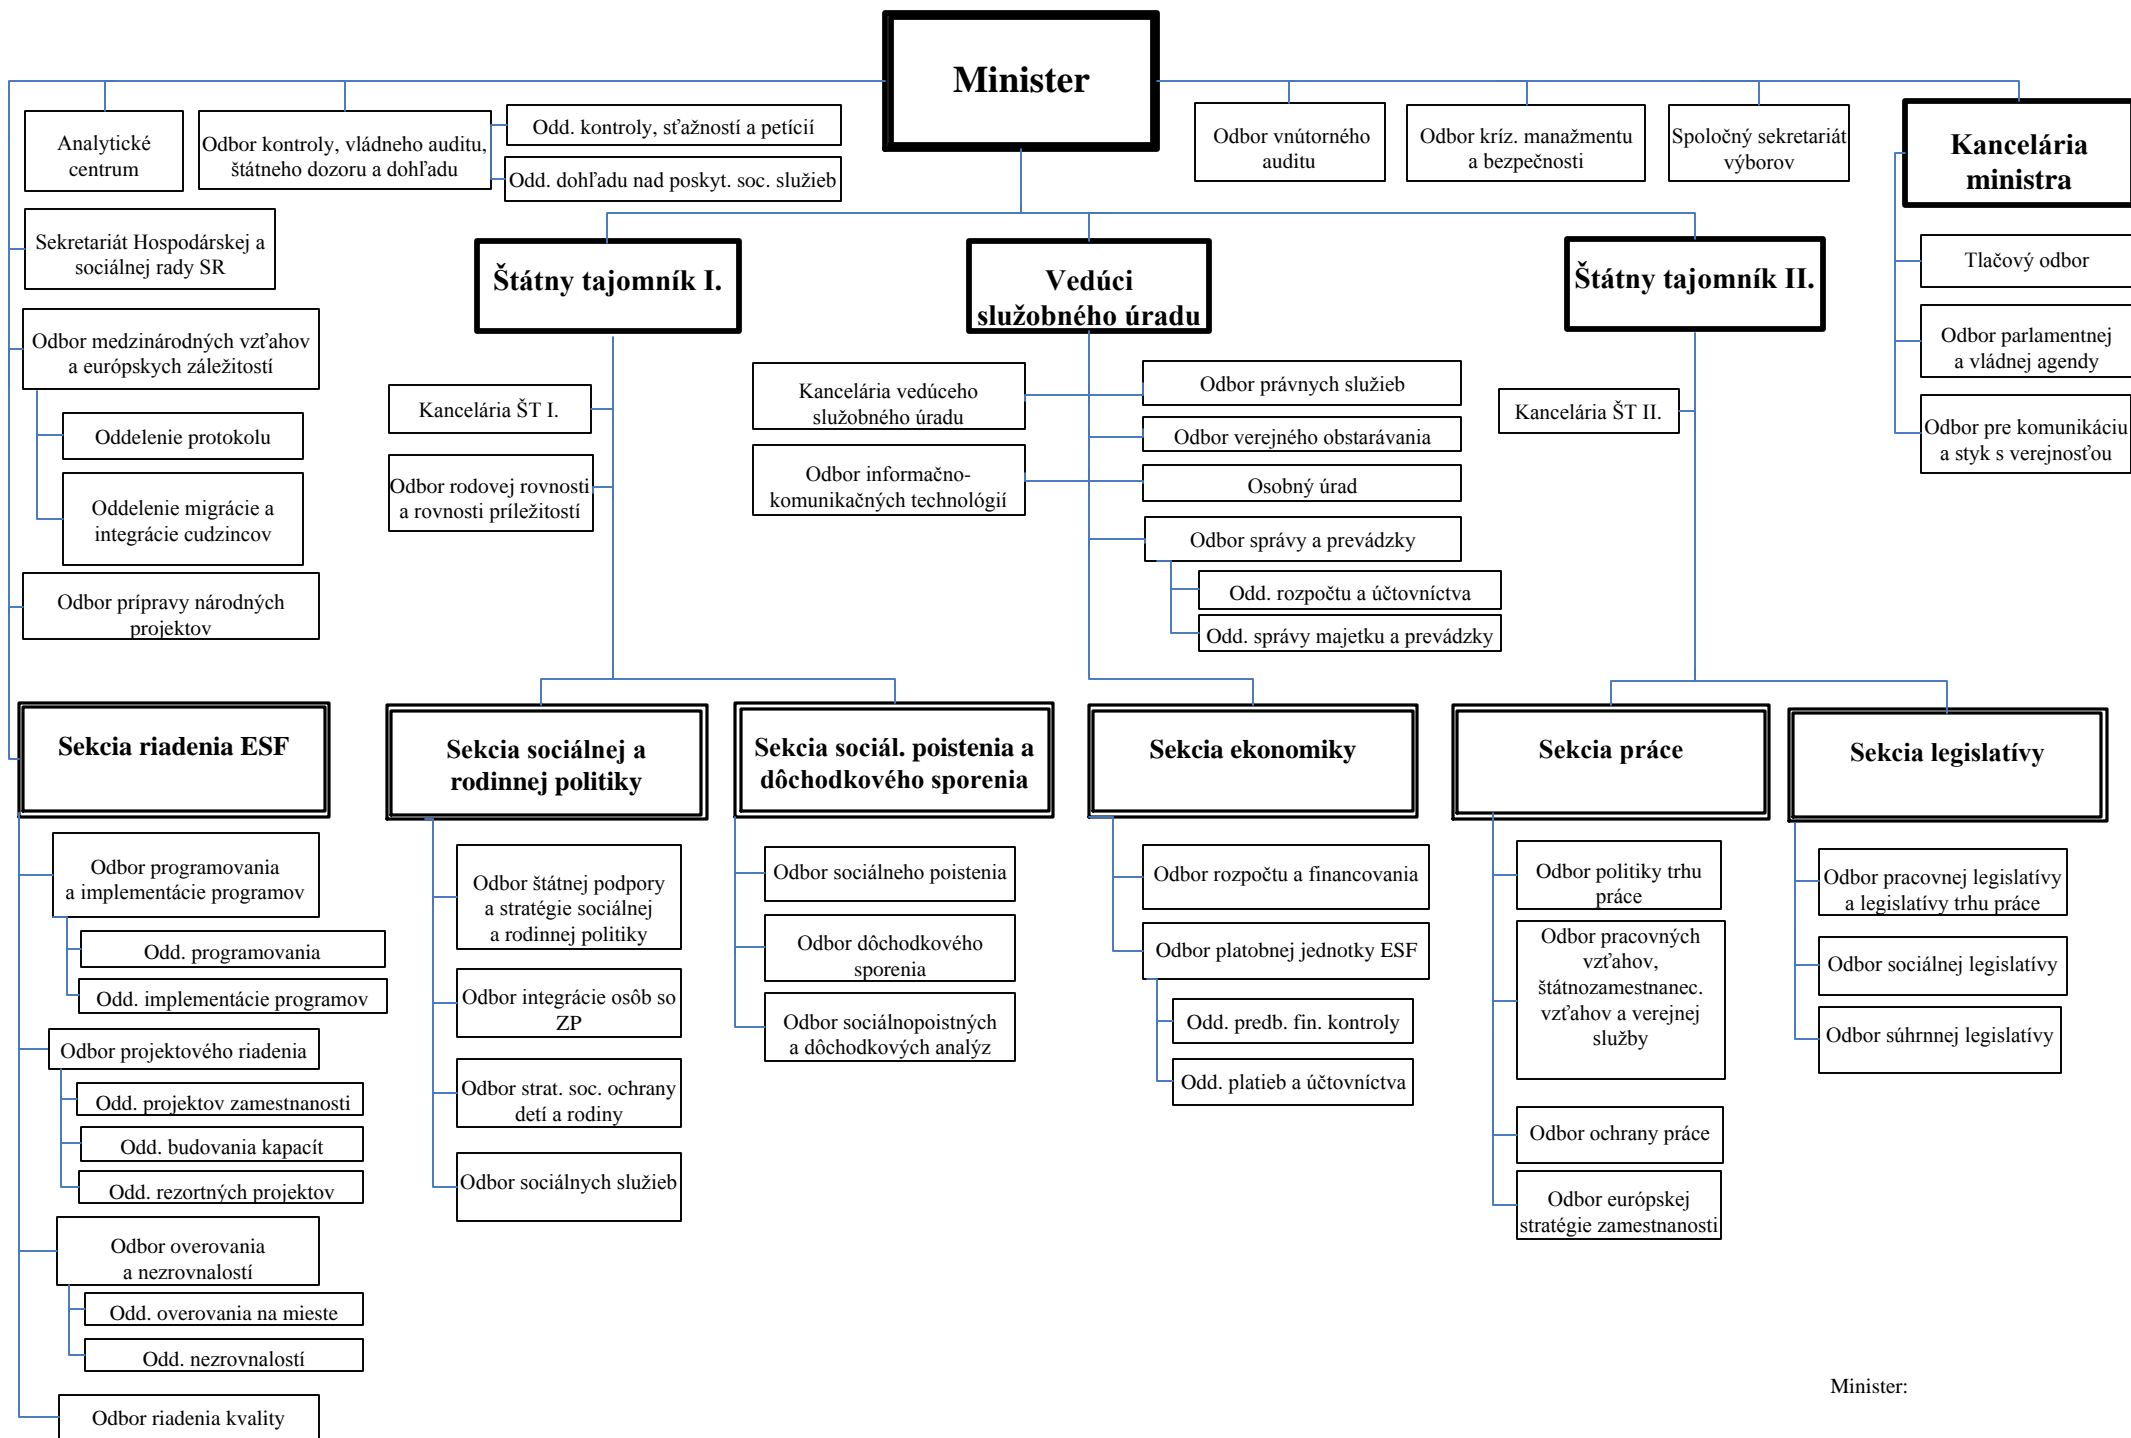 Minister
Analytické
centrum
Odbor kontroly, vládneho auditu,
štátneho dozoru a dohľadu
Odd. kontroly, sťažností a petícií
Odd. dohľadu nad poskyt. soc. služieb
Odbor vnútorného
auditu
Odbor kríz. manažmentu
a bezpečnosti
Spoločný sekretariát
výborov
Kancelária
ministra
Tlačový odbor
Odbor parlamentnej
a vládnej agendy
Odbor pre komunikáciu
a styk s verejnosťou
Sekretariát Hospodárskej a
sociálnej rady SR
Odbor medzinárodných vzťahov
a európskych záležitostí
Oddelenie protokolu
Oddelenie migrácie a
integrácie cudzincov
Odbor prípravy národných
projektov
Štátny tajomník I.
Kancelária ŠT I.
Odbor rodovej rovnosti
a rovnosti príležitostí
Vedúci
služobného úradu
Kancelária vedúceho
služobného úradu
Odbor informačno-
komunikačných technológií
Odbor právnych služieb
Odbor verejného obstarávania
Osobný úrad
Odbor správy a prevádzky
Odd. rozpočtu a účtovníctva
Odd. správy majetku a prevádzky
Štátny tajomník II.
Kancelária ŠT II.
Sekcia riadenia ESF
Odbor programovania
a implementácie programov
Odd. programovania
Odd. implementácie programov
Odbor projektového riadenia
Odd. projektov zamestnanosti
Odd. budovania kapacít
Odd. rezortných projektov
Odbor overovania
a nezrovnalostí
Odd. overovania na mieste
Odd. nezrovnalostí
Odbor riadenia kvality
Sekcia sociálnej a
rodinnej politiky
Odbor štátnej podpory
a stratégie sociálnej
a rodinnej politiky
Odbor integrácie osôb so
ZP
Odbor strat. soc. ochrany
detí a rodiny
Odbor sociálnych služieb
Sekcia sociál. poistenia a
dôchodkového sporenia
Odbor sociálneho poistenia
Odbor dôchodkového
sporenia
Odbor sociálnopoistných
a dôchodkových analýz
Sekcia ekonomiky
Odbor rozpočtu a financovania
Odbor platobnej jednotky ESF
Odd. predb. fin. kontroly
Odd. platieb a účtovníctva
Sekcia práce
Odbor politiky trhu
práce
Odbor pracovných
vzťahov,
štátnozamestnanec.
vzťahov a verejnej
služby
Odbor ochrany práce
Odbor európskej
stratégie zamestnanosti
Sekcia legislatívy
Odbor pracovnej legislatívy
a legislatívy trhu práce
Odbor sociálnej legislatívy
Odbor súhrnnej legislatívy
Minister: